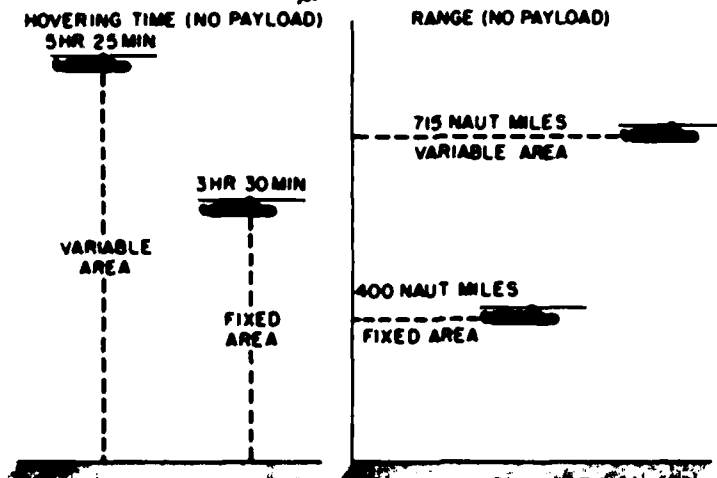 HOVERING TIME (NO PAYLOAD)
5HR 25MIN
3HR 30MIN
VARIABLE
AREA
FIXED
AREA
RANGE (NO PAYLOAD)
715 NAUT MILES
VARIABLE AREA
400 NAUT MILES
FIXED AREA